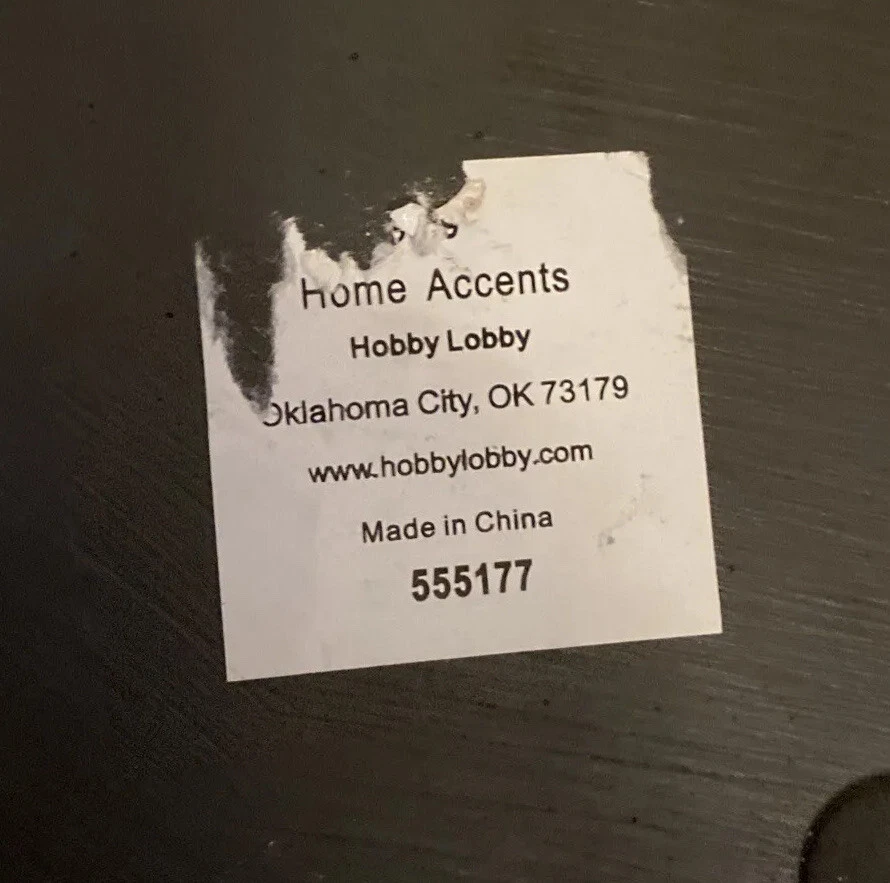 Home Accents
Hobby Lobby
Oklahoma City, OK 73179
www.hobbylobby.com
Made in China
555177